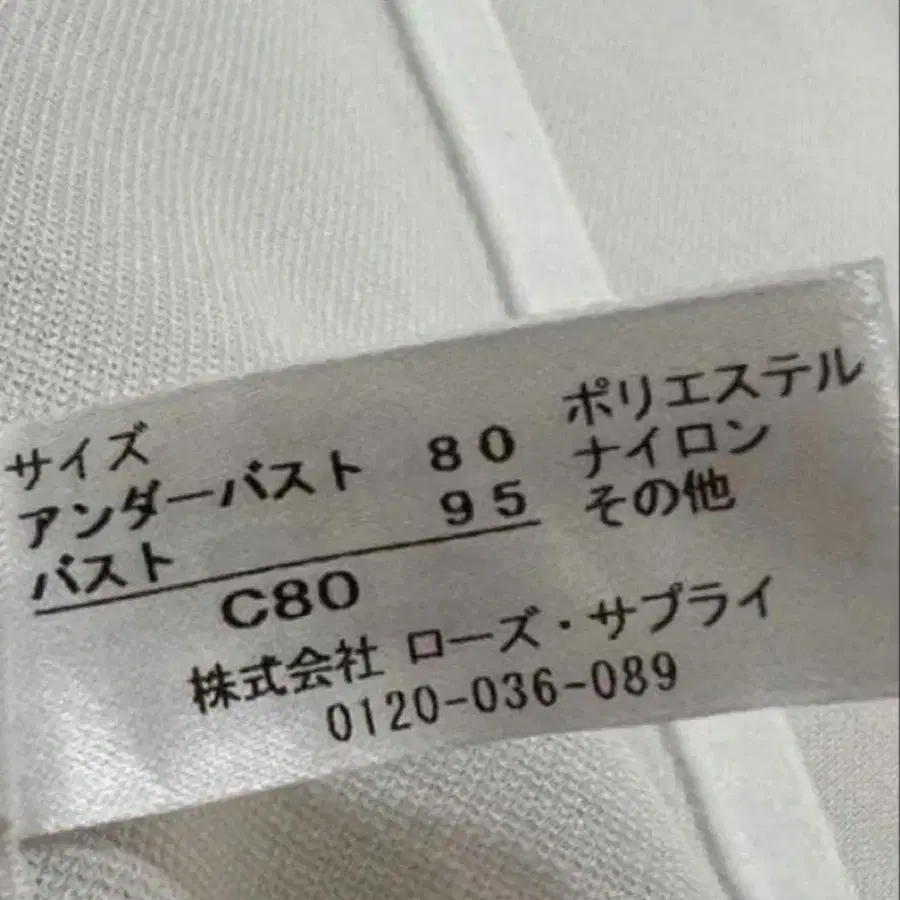 サイズ
アンダーバスト 80
バスト 95
C80
ポリエステル
ナイロン
その他
株式会社 ローズ・サプライ
0120-036-089